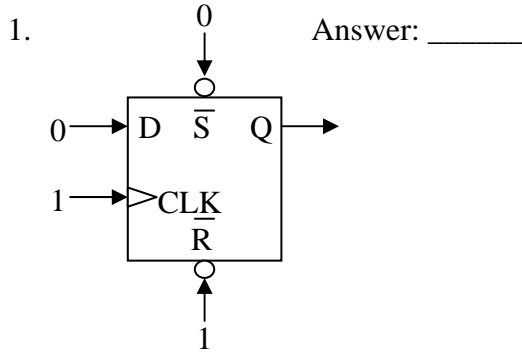 1.
0
Answer: ______
0
D S̅ Q
1
CLK
R̅
1